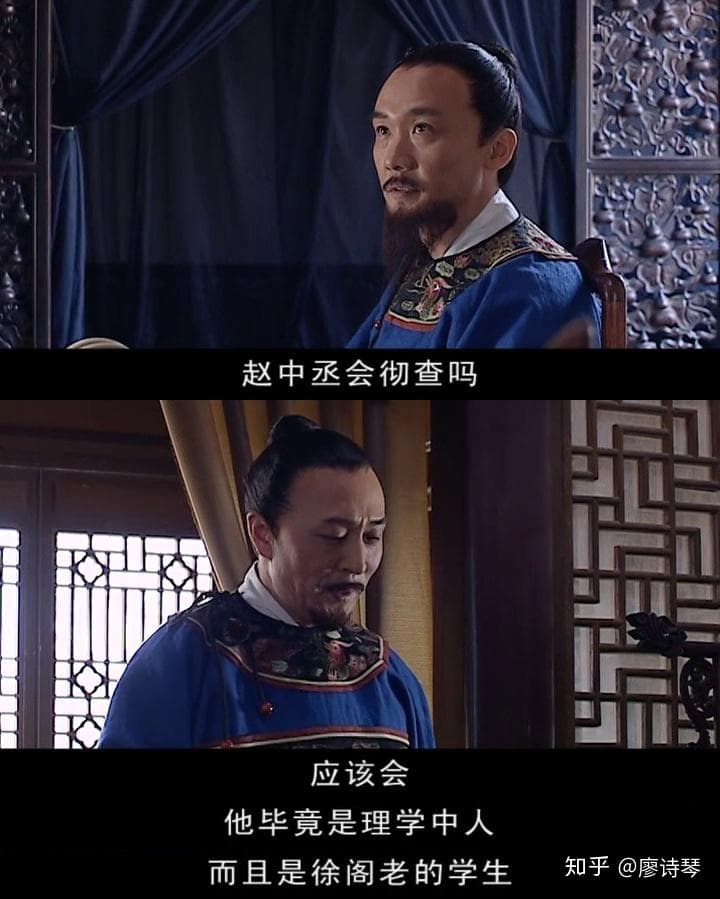 赵中丞会彻查吗
应该会
他毕竟是理学中人
而且是徐阁老的学生
知乎 @廖诗琴